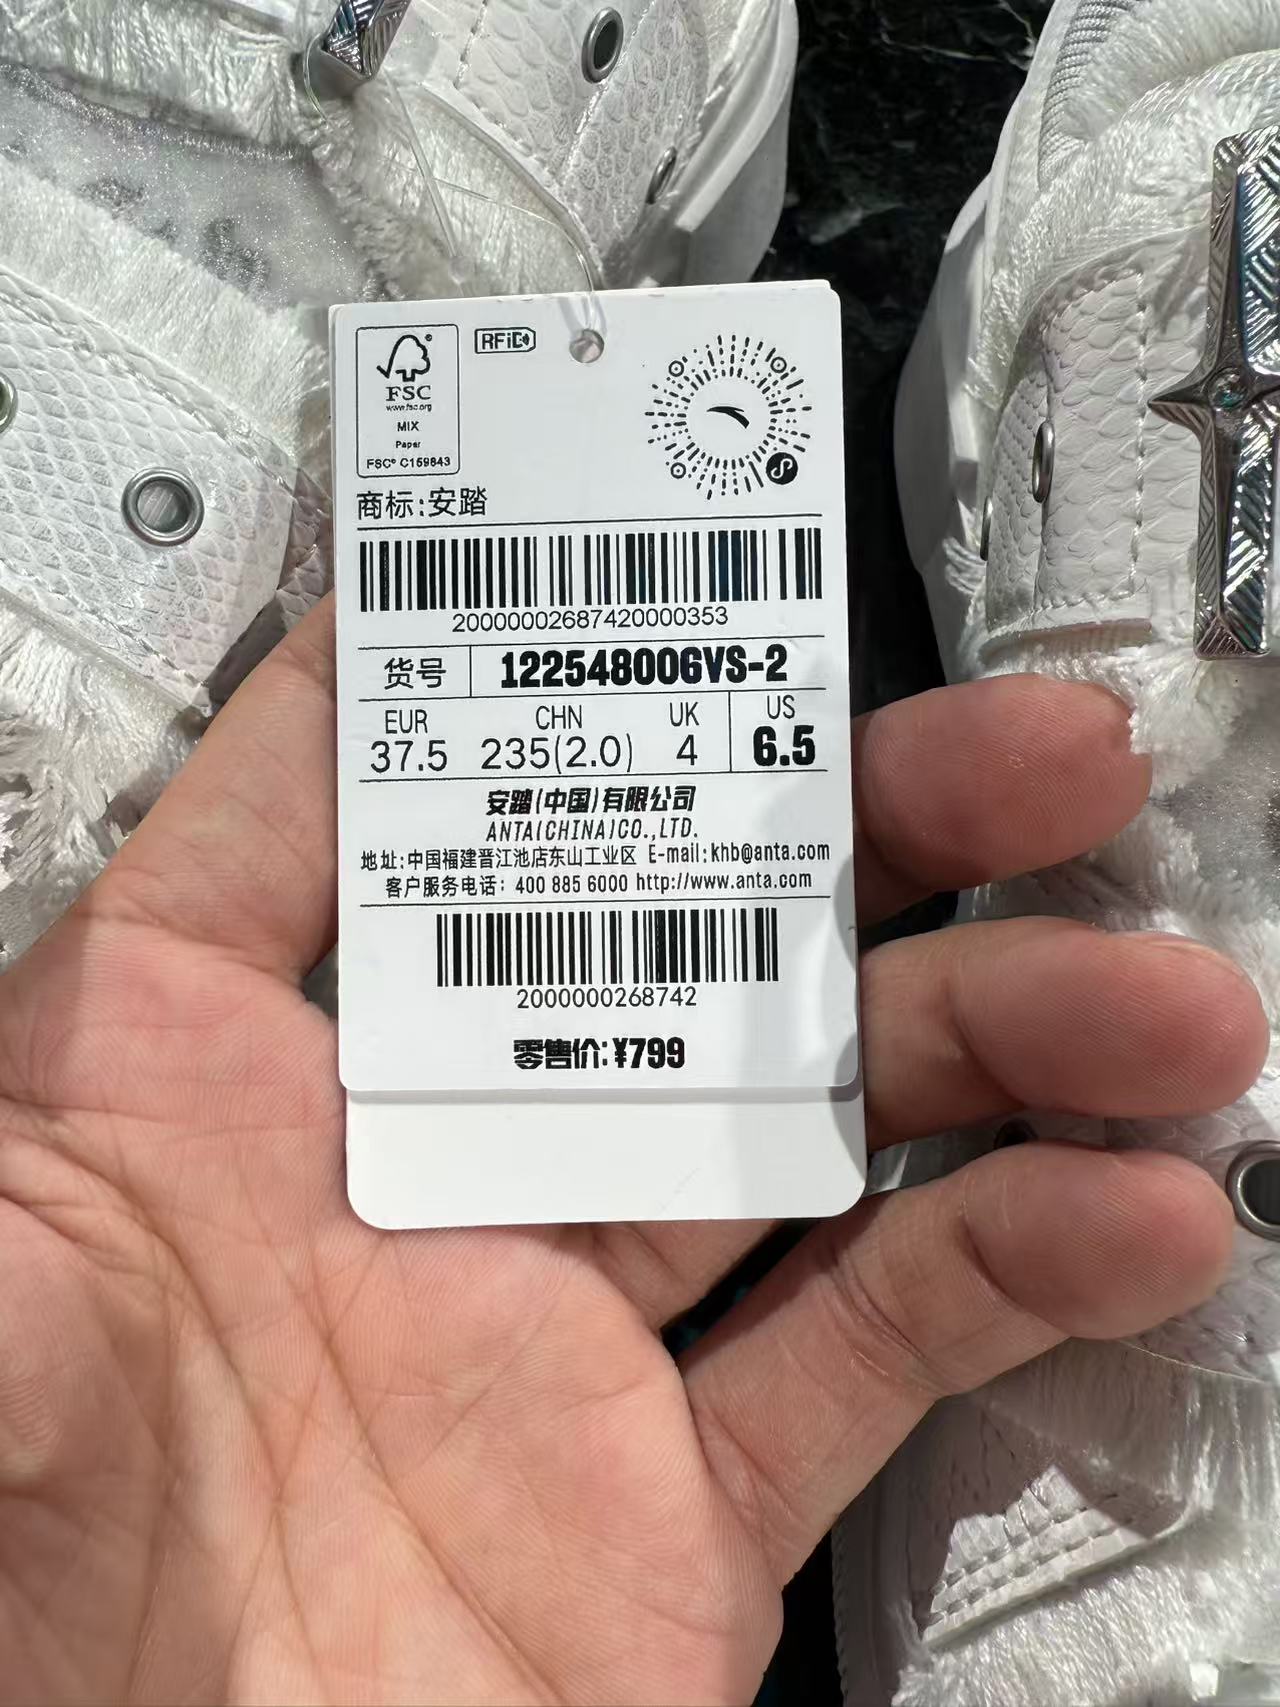 RFiD
FSC
www.fsc.org
MIX
Paper
FSC® C159843
商标:安踏
20000002687420000353
货号 122548006VS-2
EUR CHN UK US
37.5 235(2.0) 4 6.5
安踏(中国)有限公司
ANTA(CHINA)CO.,LTD.
地址:中国福建晋江池店东山工业区 E-mail:khb@anta.com
客户服务电话: 400 885 6000 http://www.anta.com
2000000268742
零售价:¥799